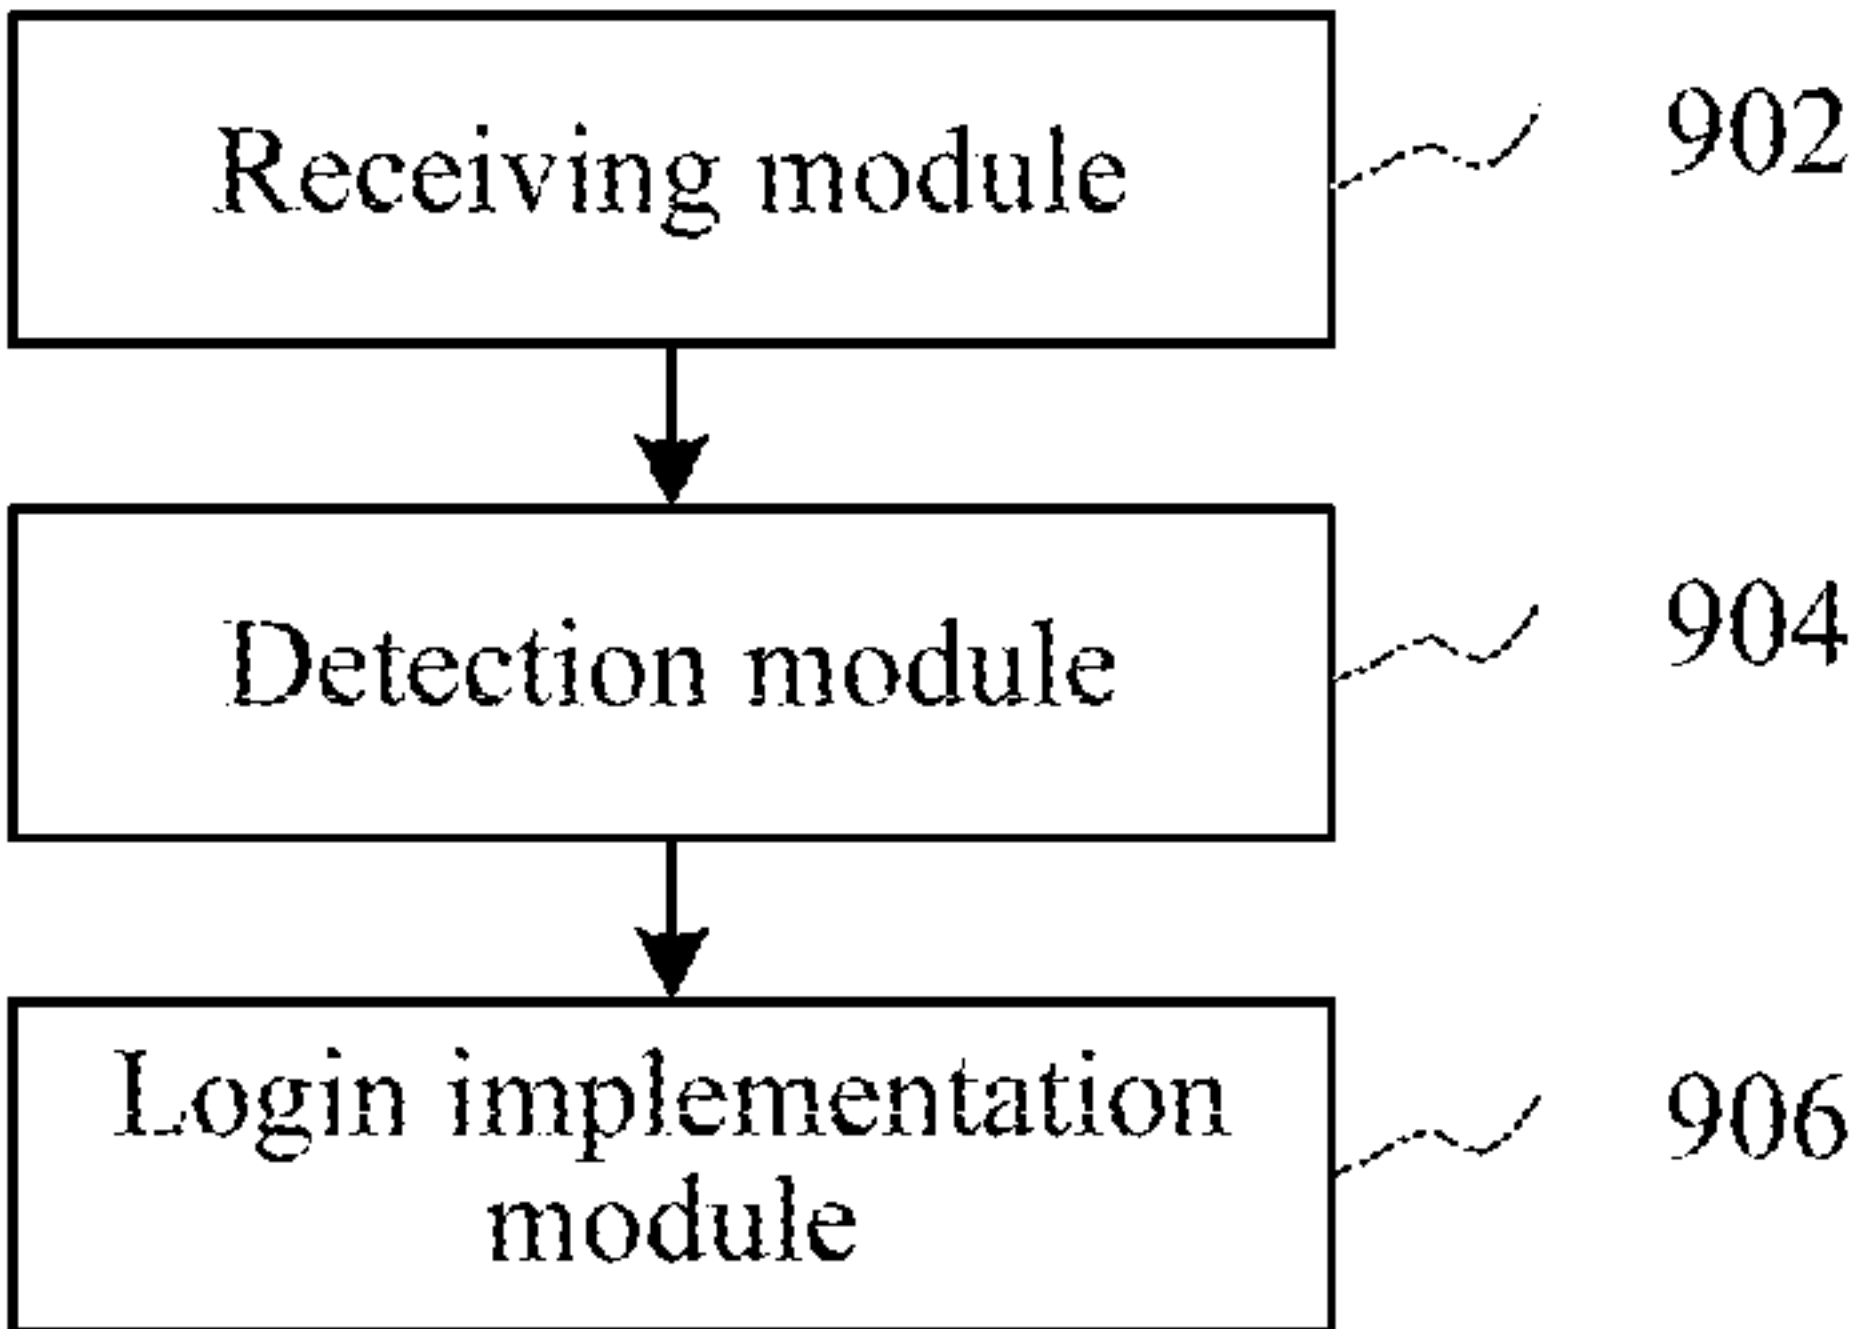 Receiving module
902
Detection module
904
Login implementation
module
906